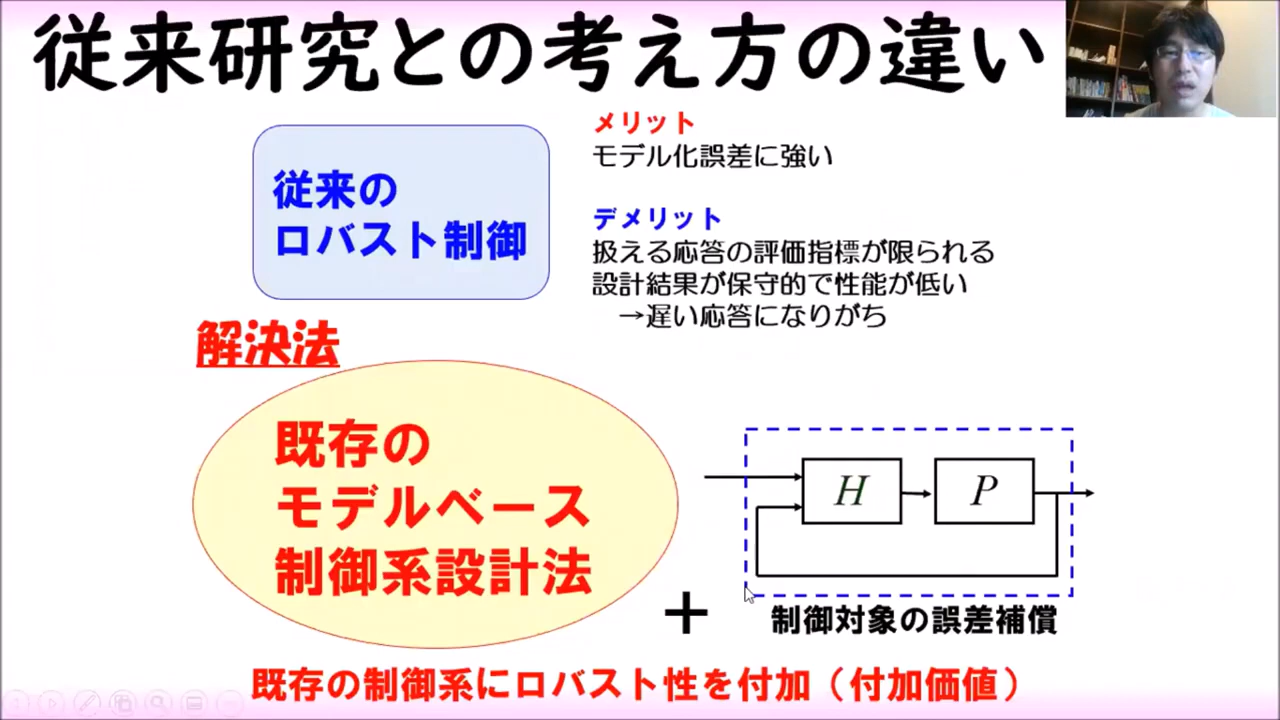 従来研究との考え方の違い
従来の
ロバスト制御
メリット
モデル化誤差に強い
デメリット
扱える応答の評価指標が限られる
設計結果が保守的で性能が低い
→遅い応答になりがち
解決法
既存の
モデルベース
制御系設計法
+
H
P
制御対象の誤差補償
既存の制御系にロバスト性を付加（付加価値）